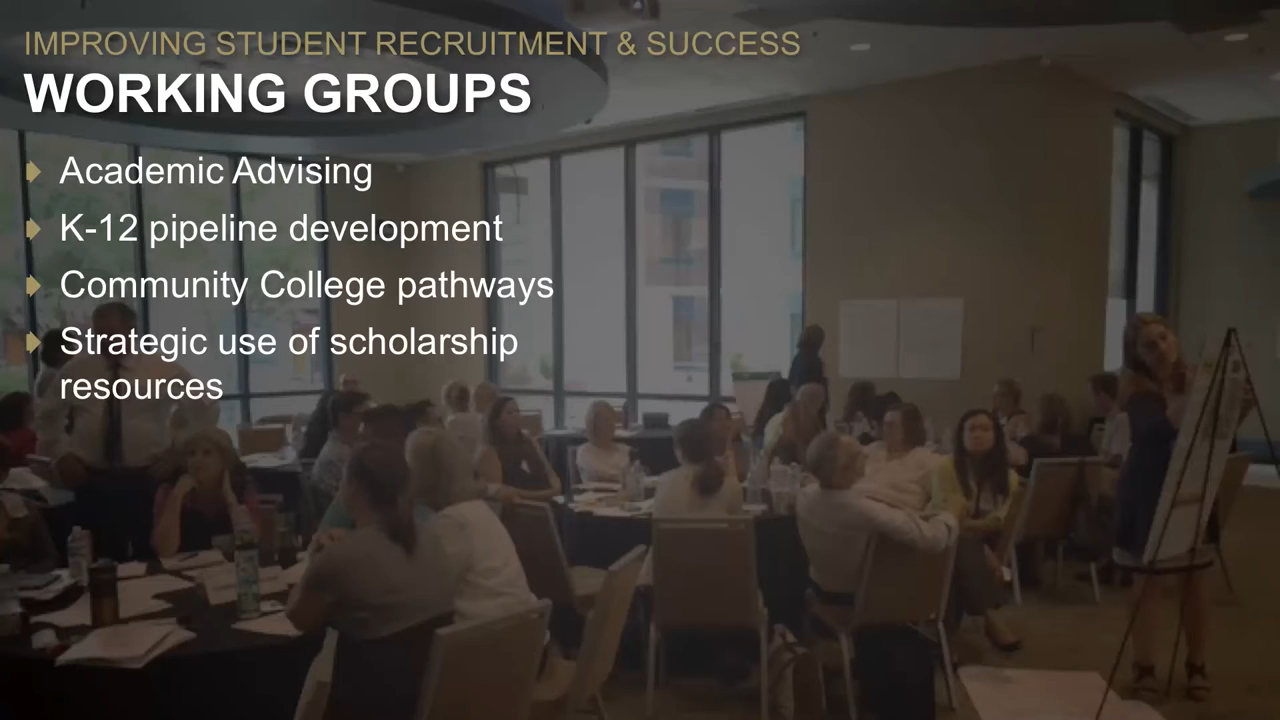 IMPROVING STUDENT RECRUITMENT & SUCCESS
WORKING GROUPS
Academic Advising
K-12 pipeline development
Community College pathways
Strategic use of scholarship
resources